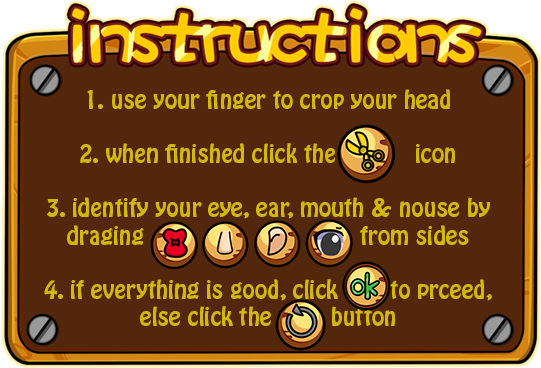 instructions
1. use your finger to crop your head
2. when finished click the icon
3. identify your eye, ear, mouth & nouse by
draging from sides
4. if everything is good, click ok to prceed,
else click the button